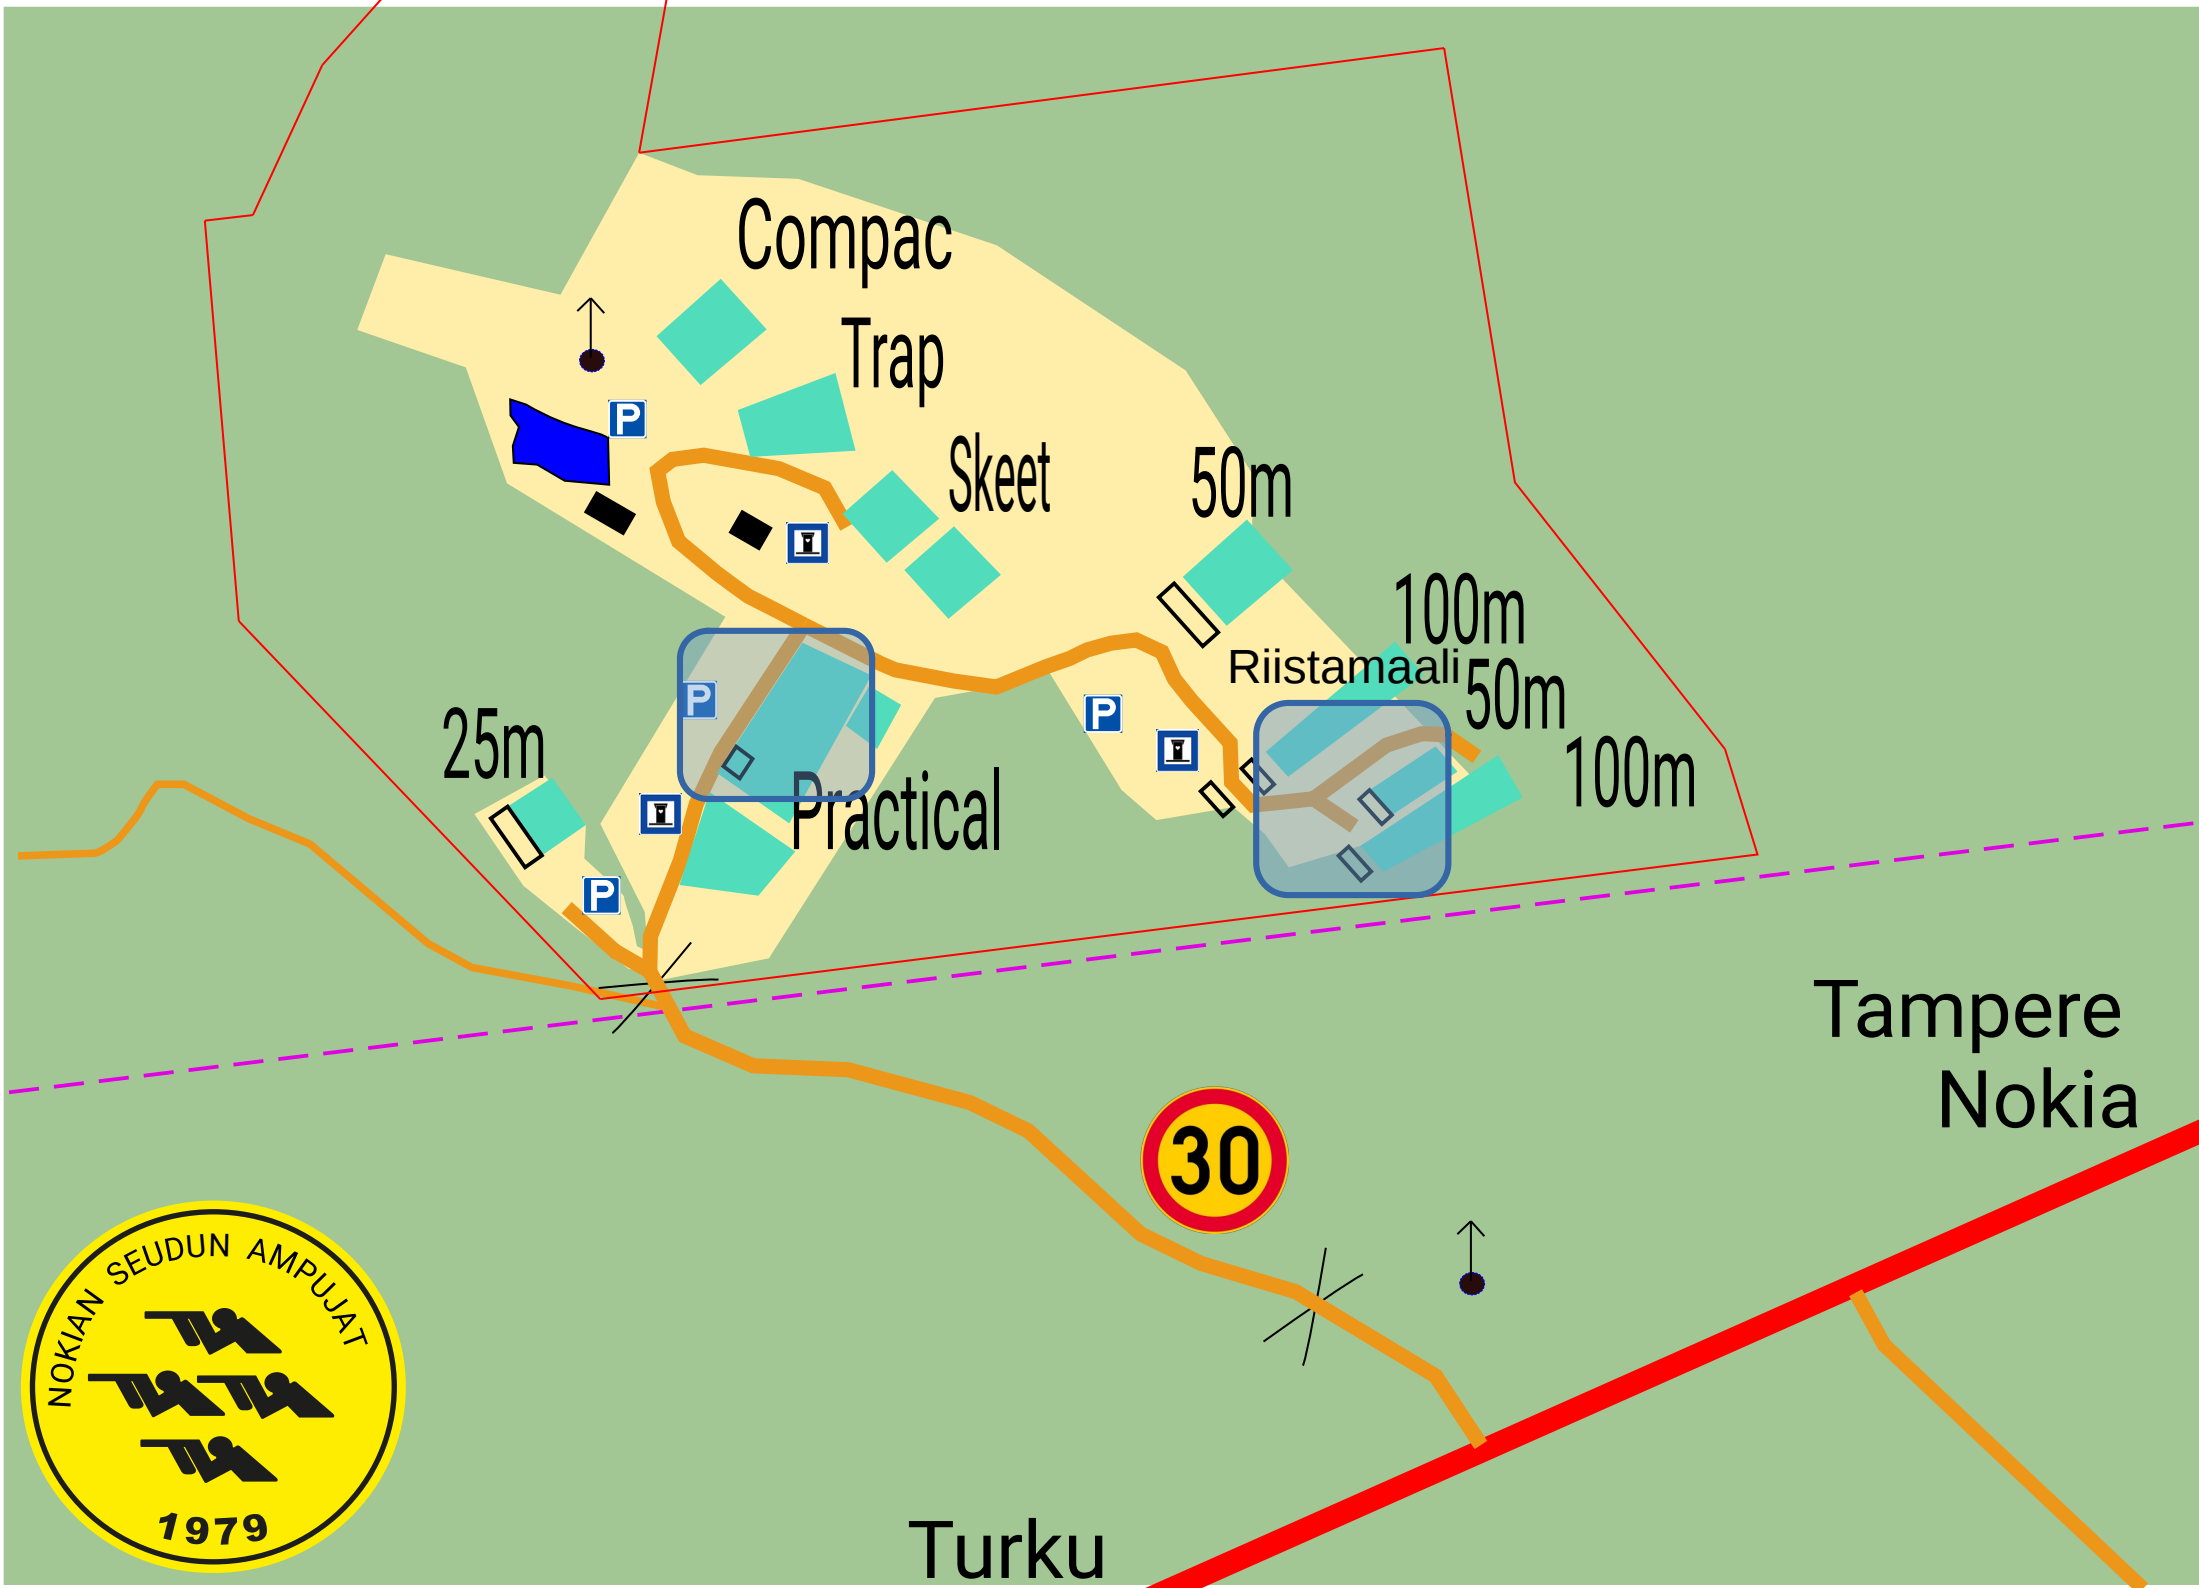 Compac
Trap
P
Skeet
50m
100m
Riistamaali
50m
P
P
25m
100m
Practical
P
Tampere
Nokia
30
NOKIAN SEUDUN AMPUJAT
1979
Turku